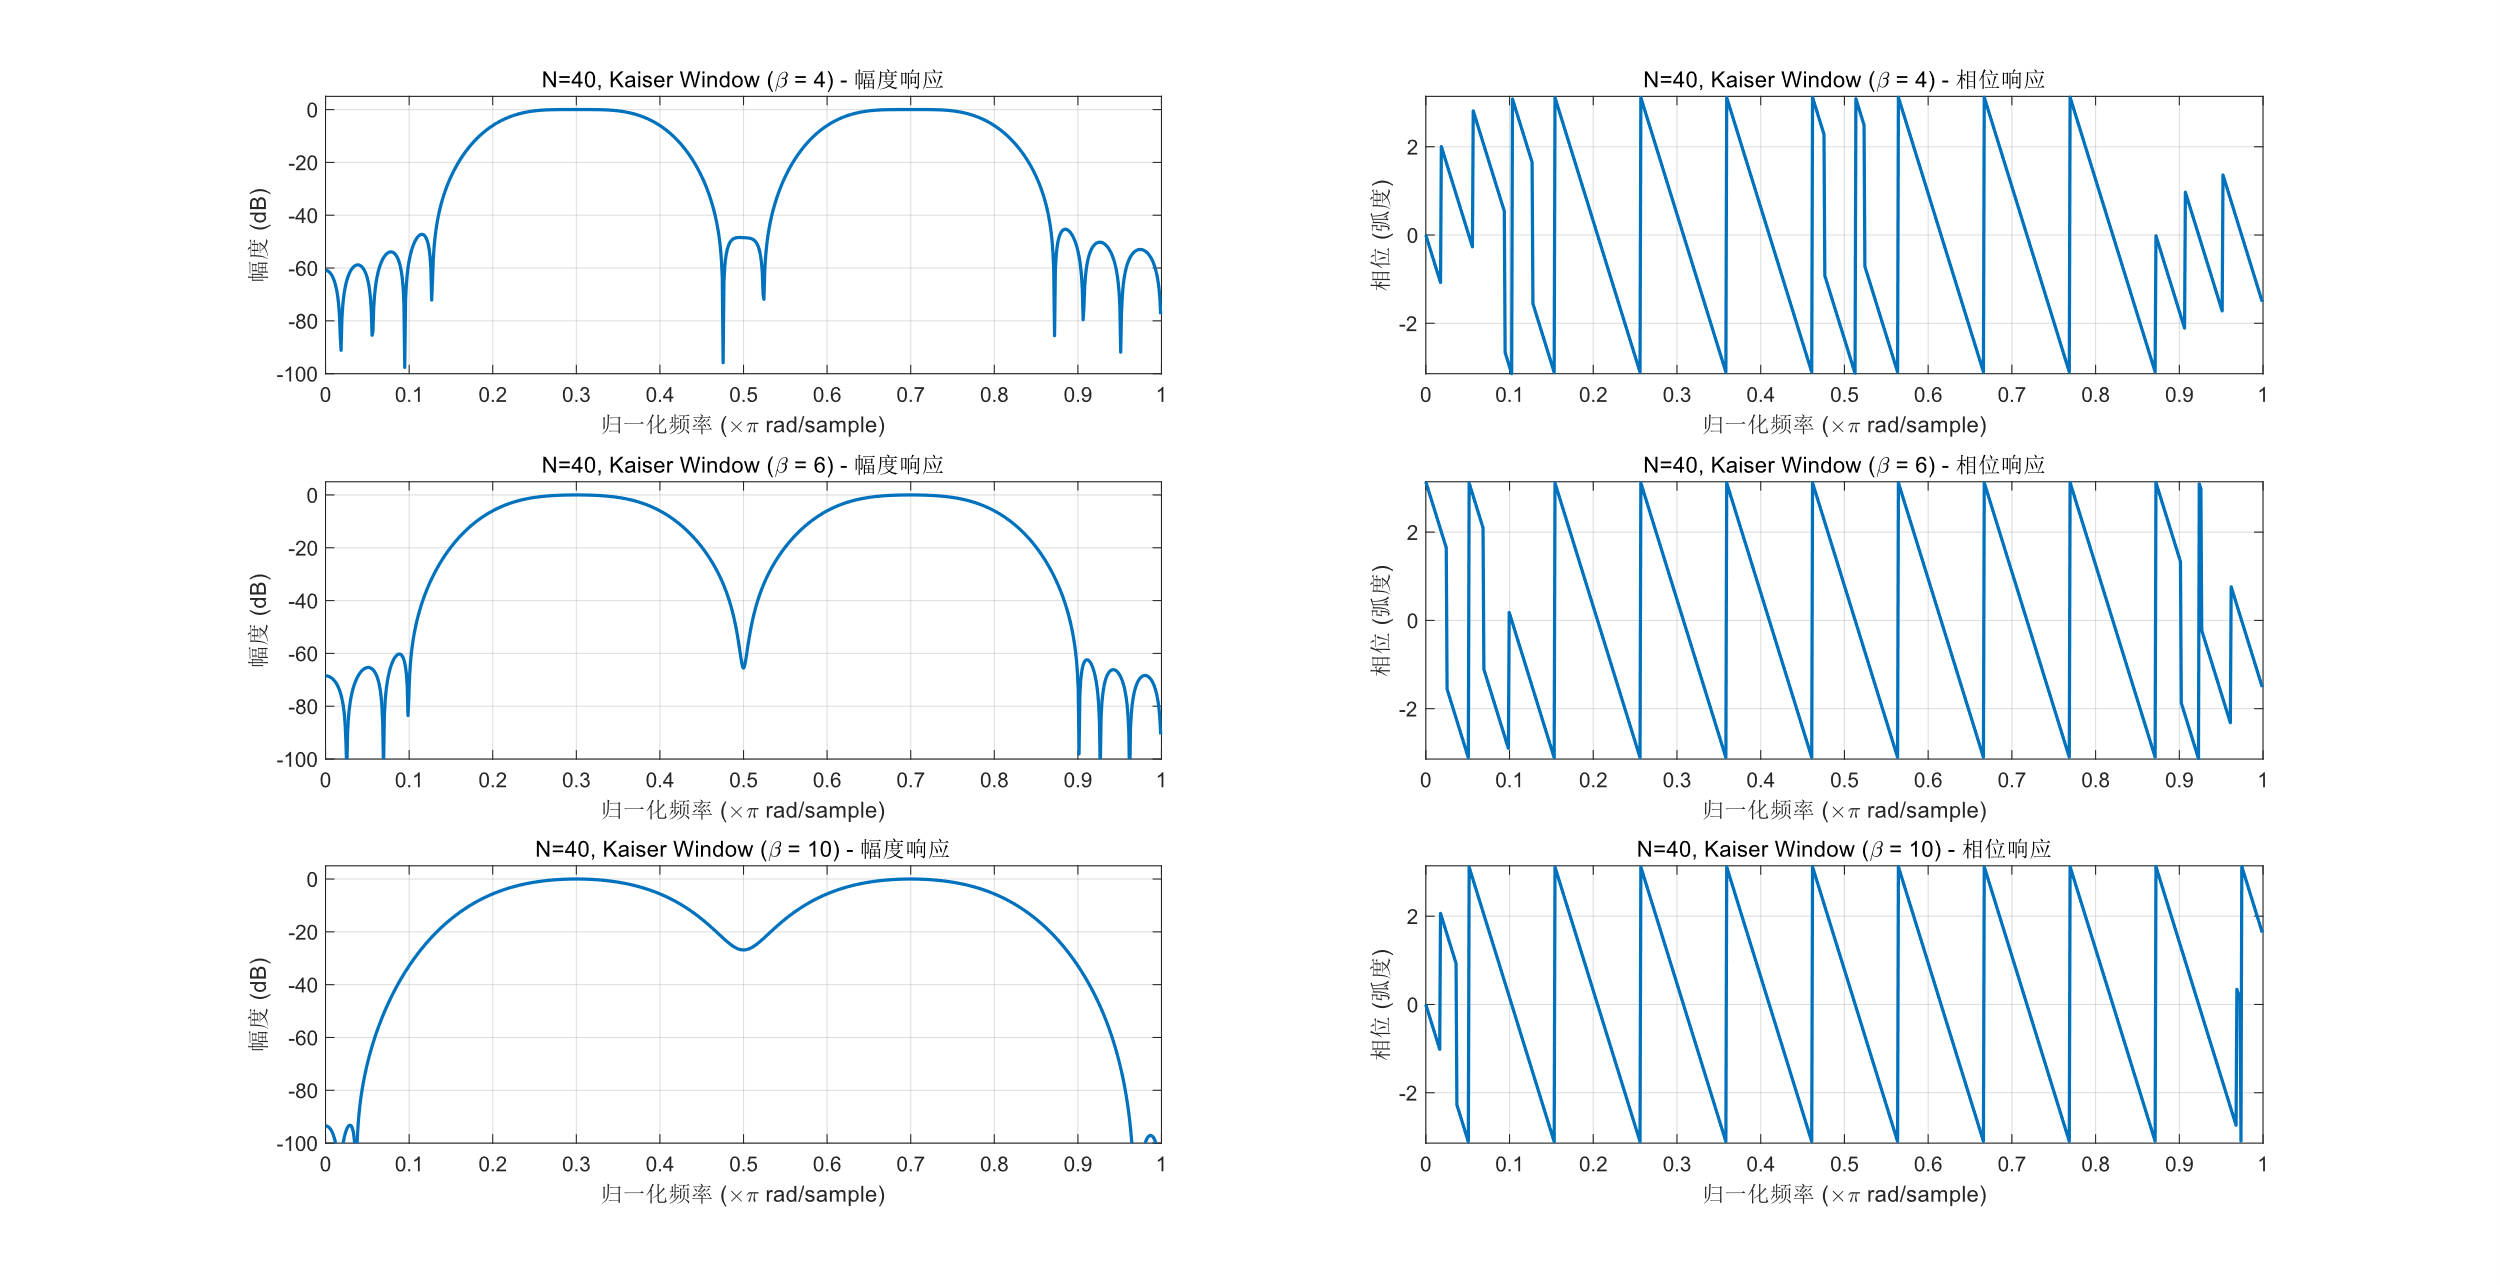 N=40, Kaiser Window (β = 4) - 幅度响应
幅度 (dB)
0
-20
-40
-60
-80
-100
0 0.1 0.2 0.3 0.4 0.5 0.6 0.7 0.8 0.9 1
归一化频率 (×π rad/sample)
N=40, Kaiser Window (β = 4) - 相位响应
相位 (弧度)
2
0
-2
0 0.1 0.2 0.3 0.4 0.5 0.6 0.7 0.8 0.9 1
归一化频率 (×π rad/sample)
N=40, Kaiser Window (β = 6) - 幅度响应
幅度 (dB)
0
-20
-40
-60
-80
-100
0 0.1 0.2 0.3 0.4 0.5 0.6 0.7 0.8 0.9 1
归一化频率 (×π rad/sample)
N=40, Kaiser Window (β = 6) - 相位响应
相位 (弧度)
2
0
-2
0 0.1 0.2 0.3 0.4 0.5 0.6 0.7 0.8 0.9 1
归一化频率 (×π rad/sample)
N=40, Kaiser Window (β = 10) - 幅度响应
幅度 (dB)
0
-20
-40
-60
-80
-100
0 0.1 0.2 0.3 0.4 0.5 0.6 0.7 0.8 0.9 1
归一化频率 (×π rad/sample)
N=40, Kaiser Window (β = 10) - 相位响应
相位 (弧度)
2
0
-2
0 0.1 0.2 0.3 0.4 0.5 0.6 0.7 0.8 0.9 1
归一化频率 (×π rad/sample)